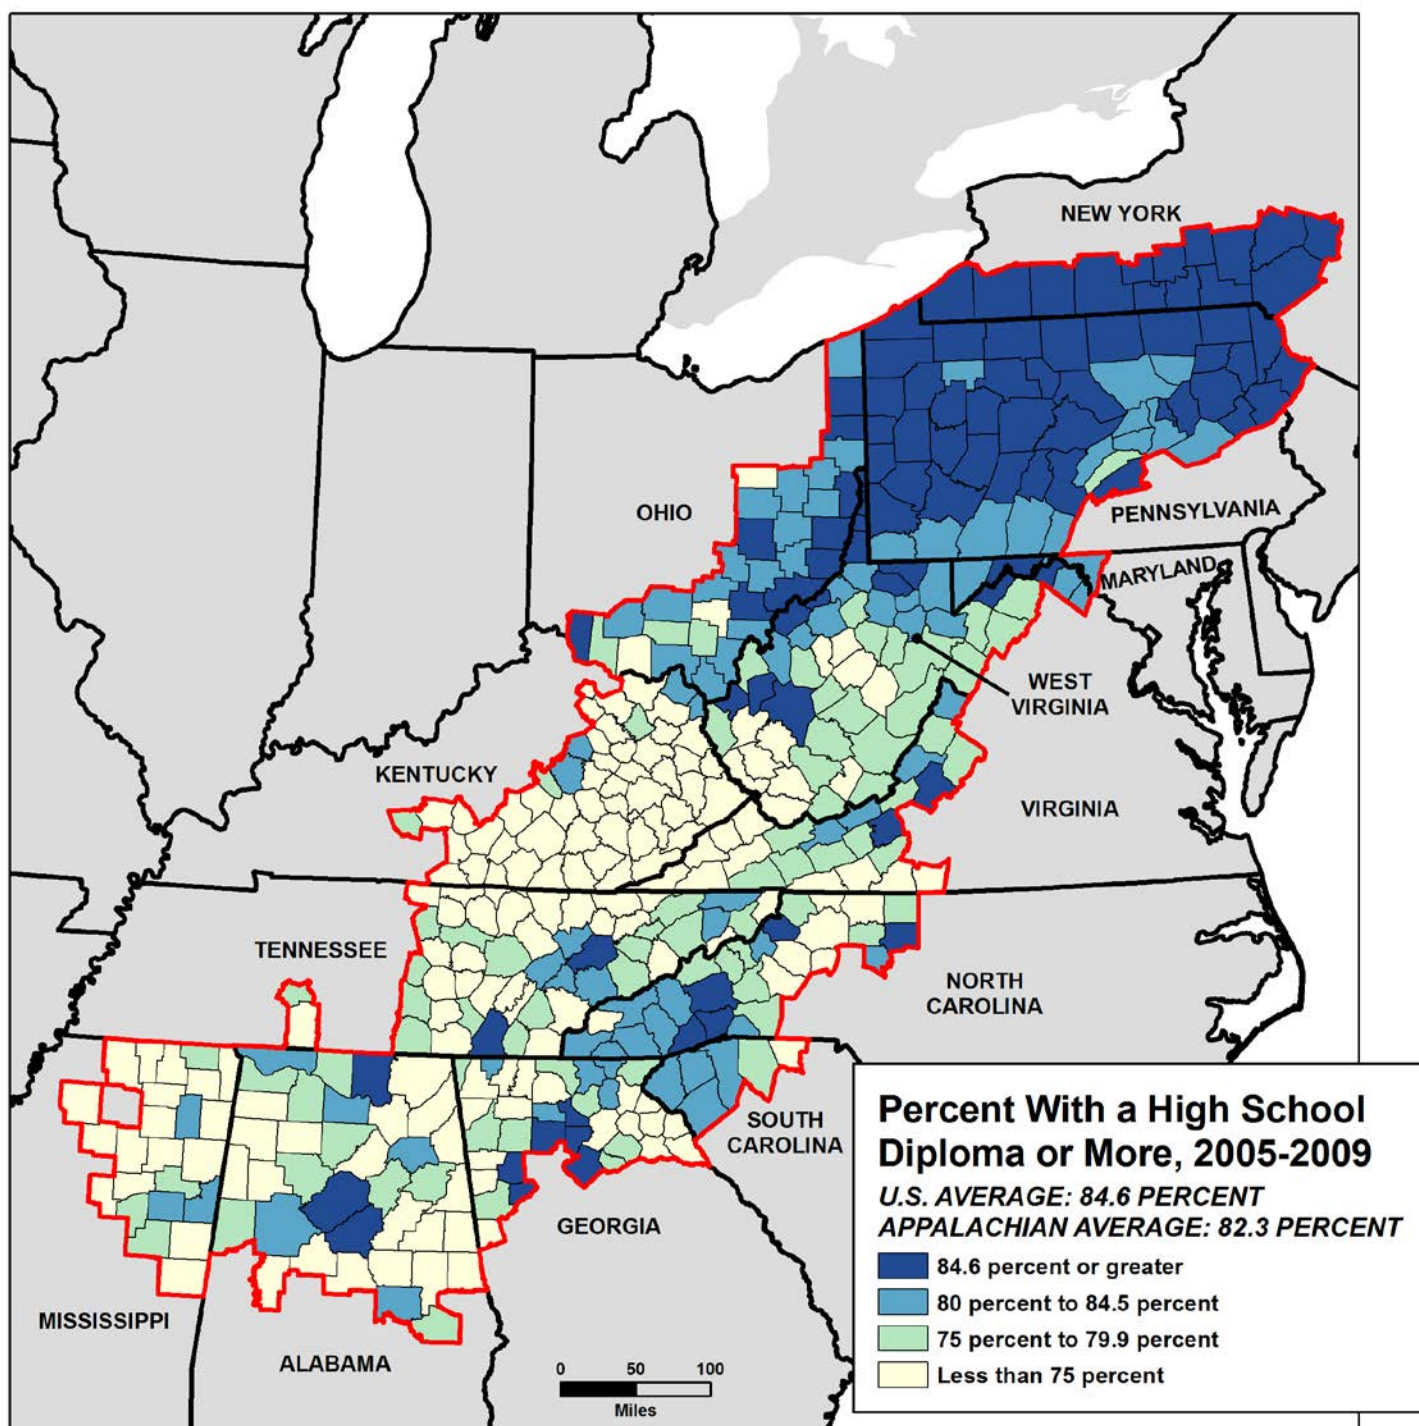 NEW YORK
OHIO
PENNSYLVANIA
MARYLAND
WEST
VIRGINIA
KENTUCKY
VIRGINIA
TENNESSEE
NORTH
CAROLINA
SOUTH
CAROLINA
GEORGIA
MISSISSIPPI
ALABAMA
0 50 100
Miles
Percent With a High School
Diploma or More, 2005-2009
U.S. AVERAGE: 84.6 PERCENT
APPALACHIAN AVERAGE: 82.3 PERCENT
84.6 percent or greater
80 percent to 84.5 percent
75 percent to 79.9 percent
Less than 75 percent